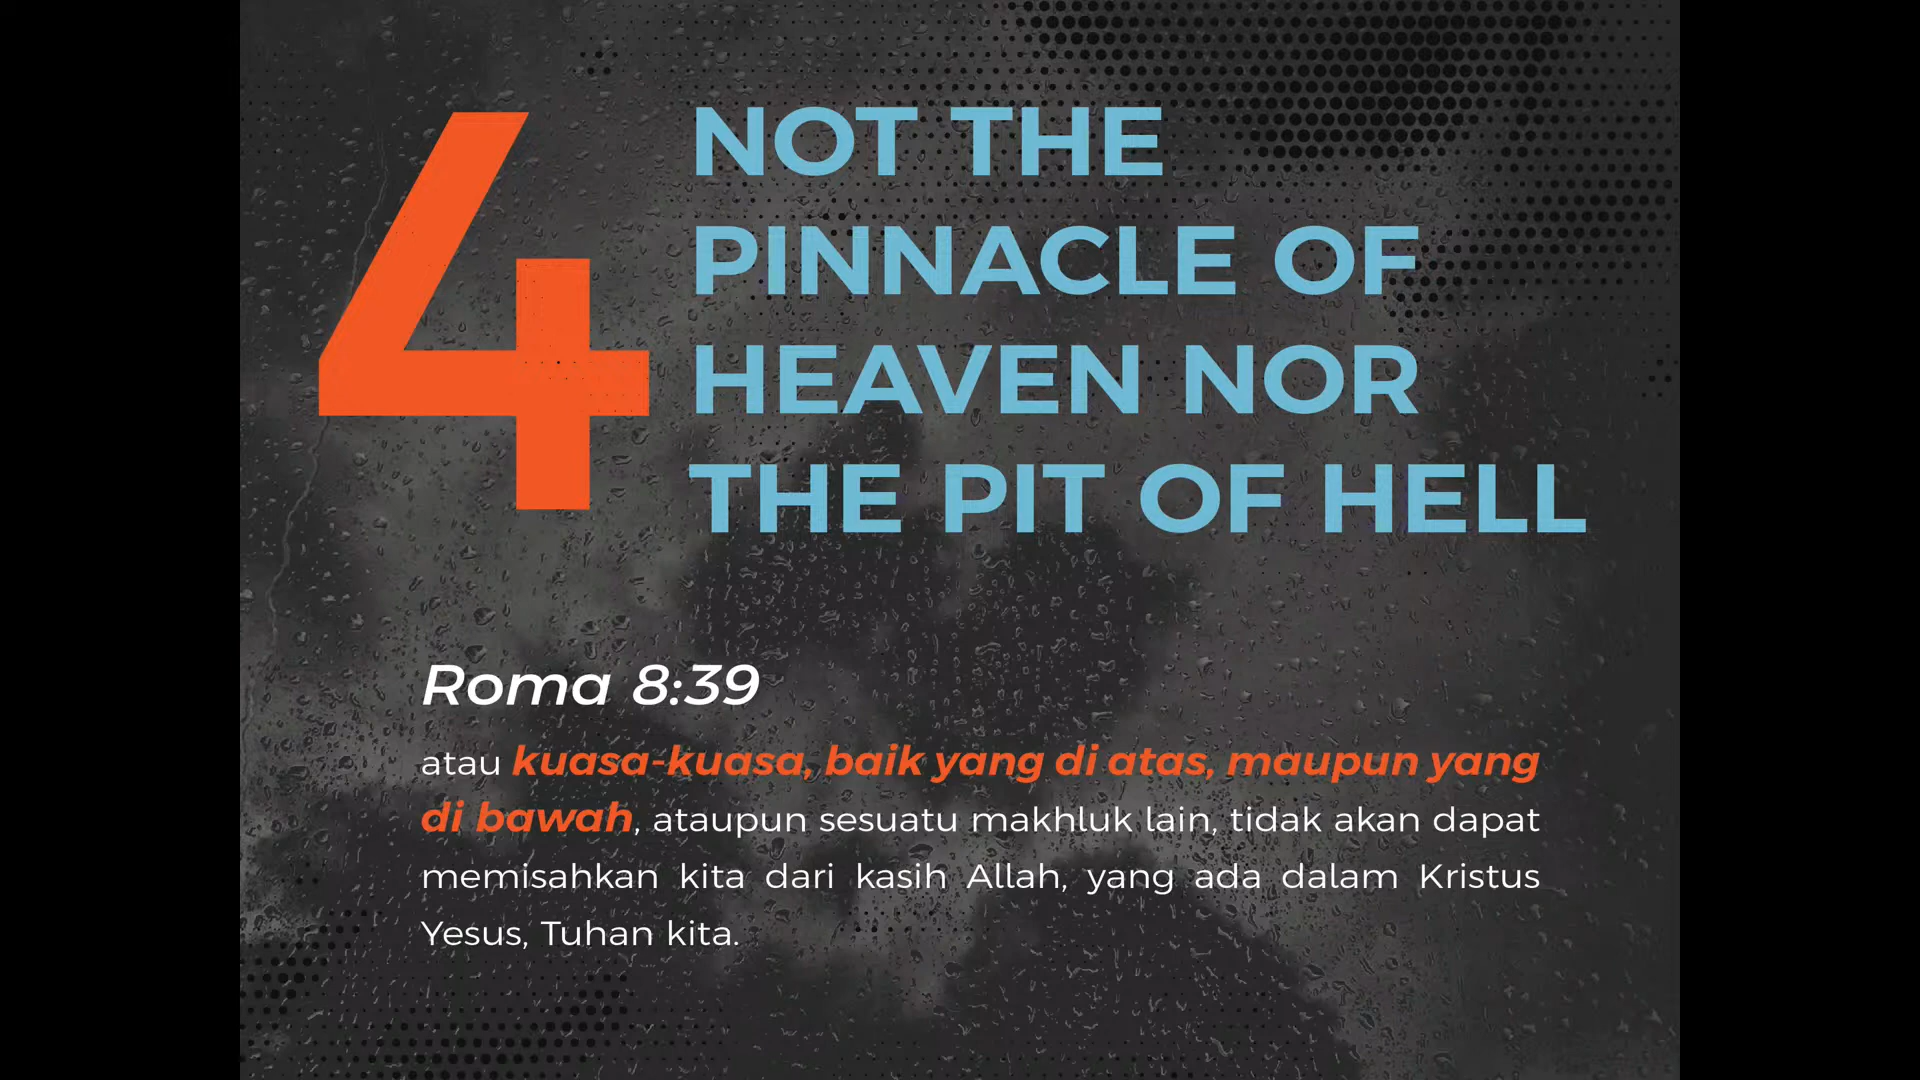 4
NOT THE
PINNACLE OF
HEAVEN NOR
THE PIT OF HELL
Roma 8:39
atau kuasa-kuasa, baik yang di atas, maupun yang
di bawah, ataupun sesuatu makhluk lain, tidak akan dapat
memisahkan kita dari kasih Allah, yang ada dalam Kristus
Yesus, Tuhan kita.